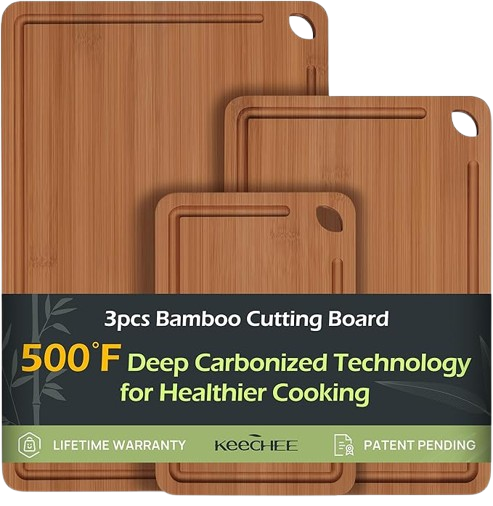 3pcs Bamboo Cutting Board
500°F Deep Carbonized Technology
for Healthier Cooking
LIFETIME WARRANTY KEECHEE PATENT PENDING